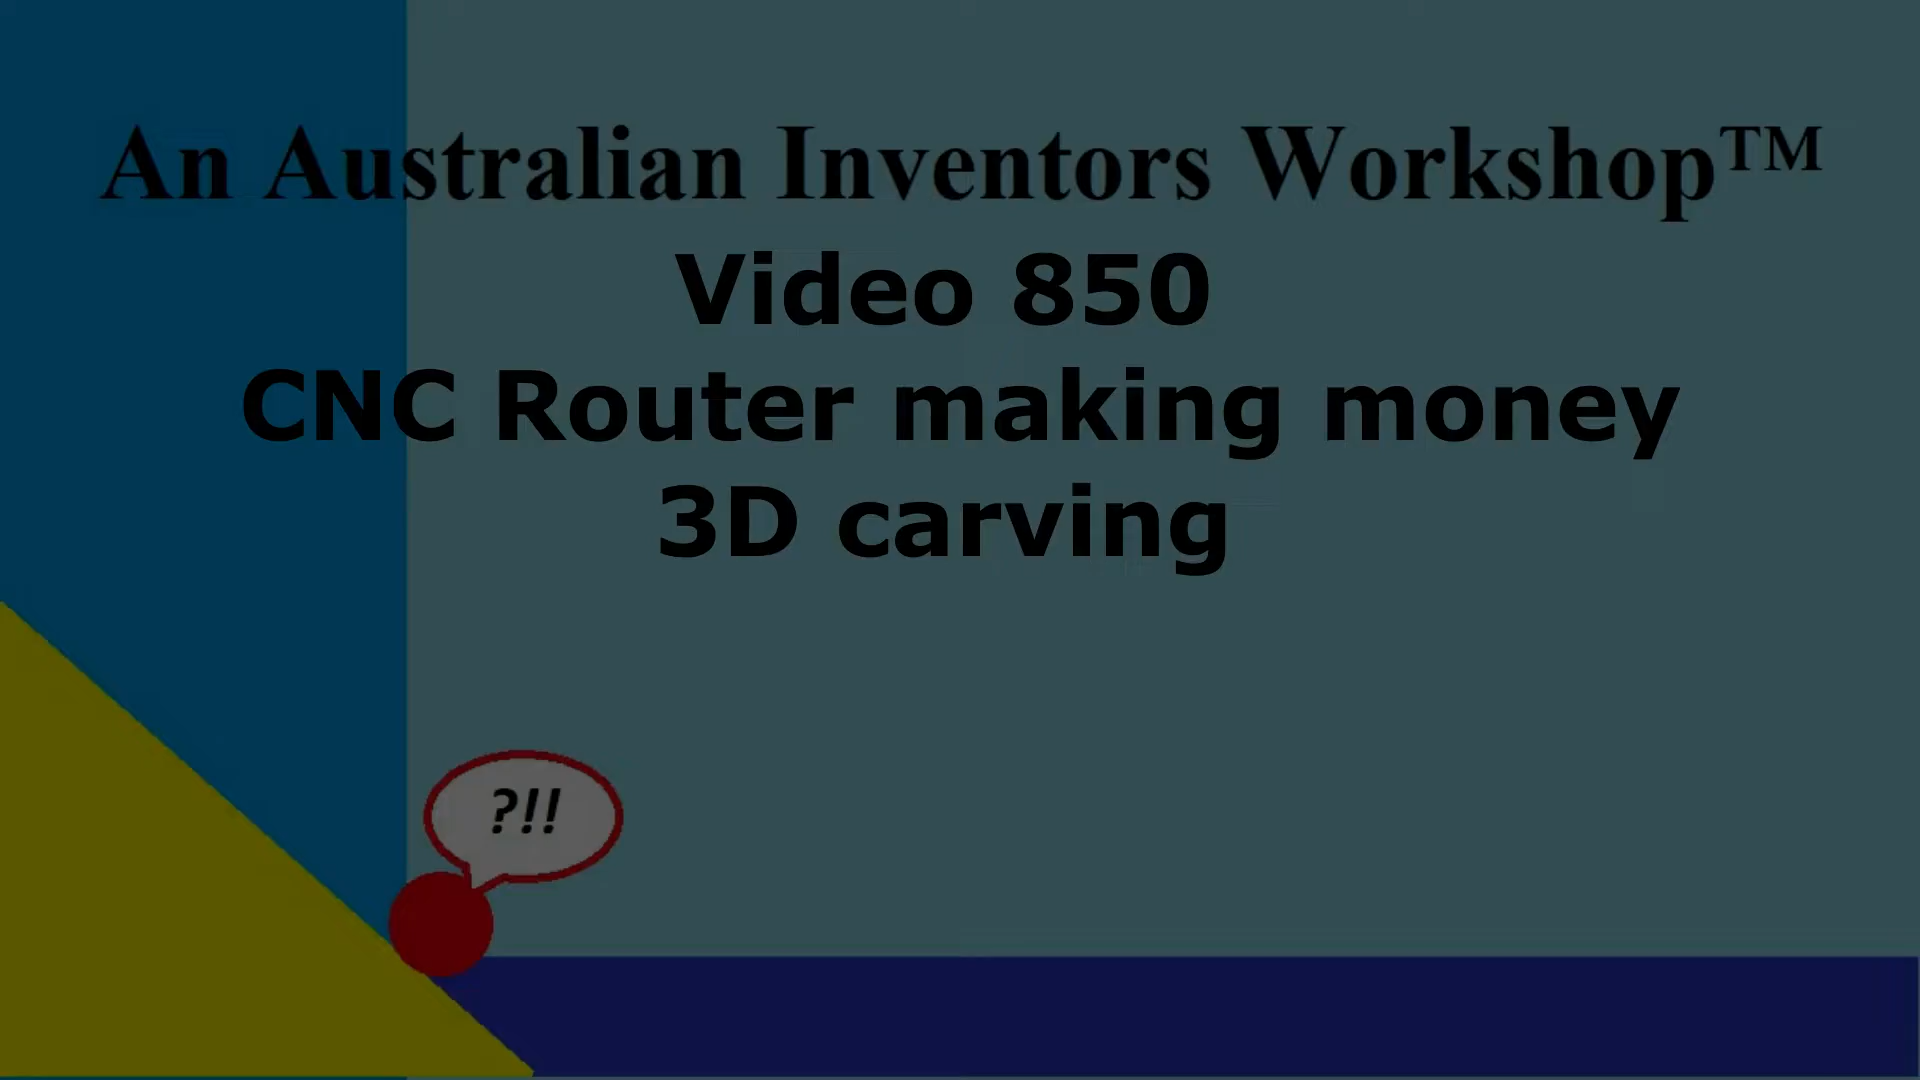 An Australian Inventors Workshop™
Video 850
CNC Router making money
3D carving
?!!